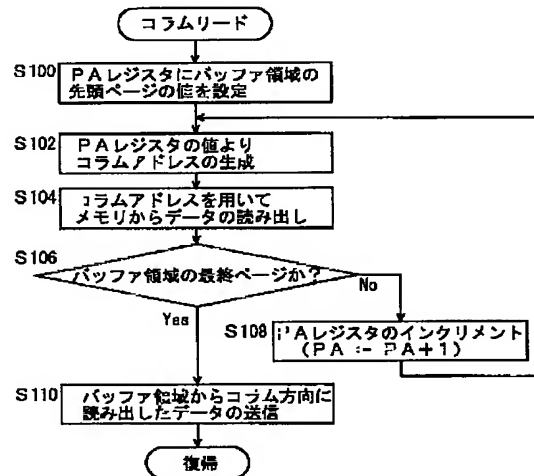 コラムリード
S100
PAレジスタにバッファ領域の
先頭ページの値を設定
S102
PAレジスタの値より
コラムアドレスの生成
S104
コラムアドレスを用いて
メモリからデータの読み出し
S106
バッファ領域の最終ページか?
No
Yes
S108
PAレジスタのインクリメント
(PA := PA+1)
S110
バッファ領域からコラム方向に
読み出したデータの送信
復帰